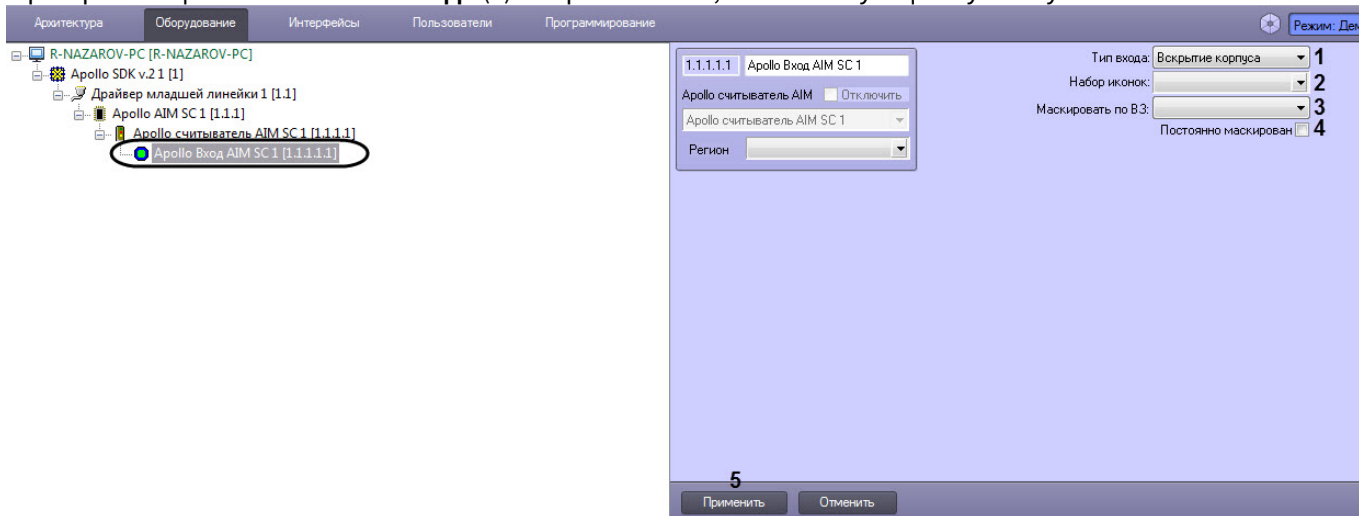 Архитектура Оборудование Интерфейсы Пользователи Программирование Режим: Дем
R-NAZAROV-PC [R-NAZAROV-PC]
Apollo SDK v.2 1 [1]
Драйвер младшей линейки 1 [1.1]
Apollo AIM SC 1 [1.1.1]
Apollo считыватель AIM SC 1 [1.1.1.1]
Apollo Вход AIM SC 1 [1.1.1.1.1]
1.1.1.1.1 Apollo Вход AIM SC 1
Apollo считыватель AIM Отключить
Apollo считыватель AIM SC 1
Регион
Тип входа: Вскрытие корпуса 1
Набор иконок: 2
Маскировать по ВЗ: 3
Постоянно маскирован 4
5
Применить Отменить